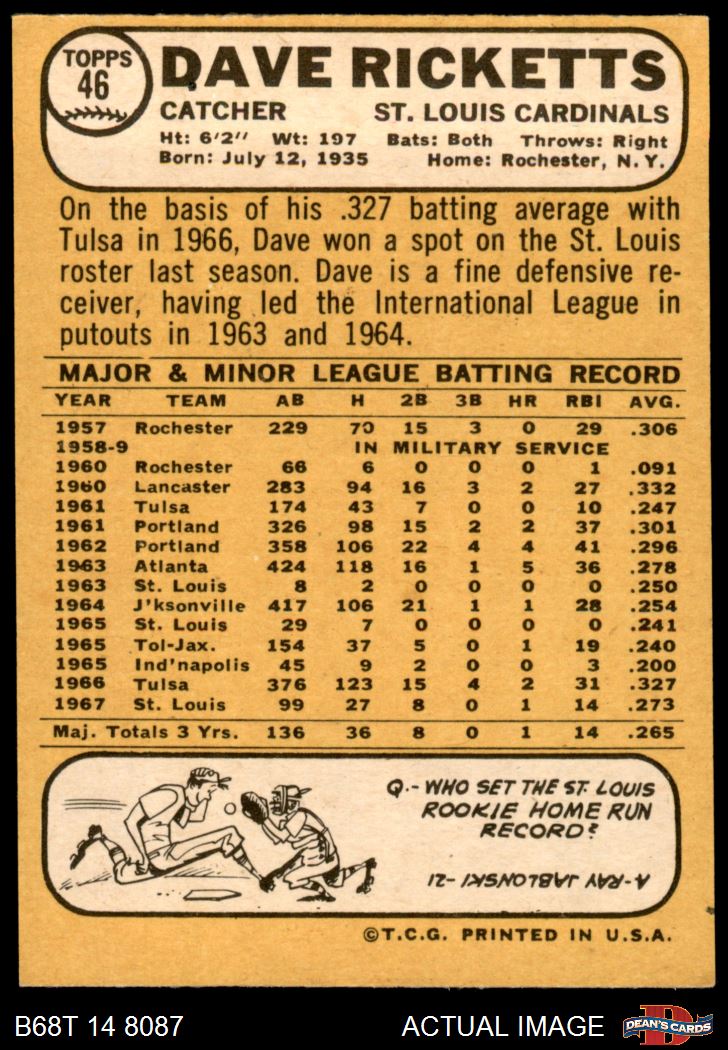 TOPPS
46
DAVE RICKETTS
CATCHER ST. LOUIS CARDINALS
Ht: 6'2" Wt: 197 Bats: Both Throws: Right
Born: July 12, 1935 Home: Rochester, N.Y.
On the basis of his .327 batting average with
Tulsa in 1966, Dave won a spot on the St. Louis
roster last season. Dave is a fine defensive re-
ceiver, having led the International League in
putouts in 1963 and 1964.
MAJOR & MINOR LEAGUE BATTING RECORD
YEAR TEAM AB H 2B 3B HR RBI AVG.
1957 Rochester 229 70 15 3 0 29 .306
1958-9 IN MILITARY SERVICE
1960 Rochester 66 6 0 0 0 1 .091
1960 Lancaster 283 94 16 3 2 27 .332
1961 Tulsa 174 43 7 0 0 10 .247
1961 Portland 326 98 15 2 2 37 .301
1962 Portland 358 106 22 4 4 41 .296
1963 Atlanta 424 118 16 1 5 36 .278
1963 St. Louis 8 2 0 0 0 0 .250
1964 J'ksonville 417 106 21 1 1 28 .254
1965 St. Louis 29 7 0 0 0 0 .241
1965 Tol-Jax. 154 37 5 0 1 19 .240
1965 Ind'napolis 45 9 2 0 0 3 .200
1966 Tulsa 376 123 15 4 2 31 .327
1967 St. Louis 99 27 8 0 1 14 .273
Maj. Totals 3 Yrs. 136 36 8 0 1 14 .265
Q.- WHO SET THE ST. LOUIS
ROOKIE HOME RUN
RECORD?
A-RAY JABLONSKI -21
©T.C.G. PRINTED IN U.S.A.
B68T 14 8087 ACTUAL IMAGE
D
DEAN'S CARDS